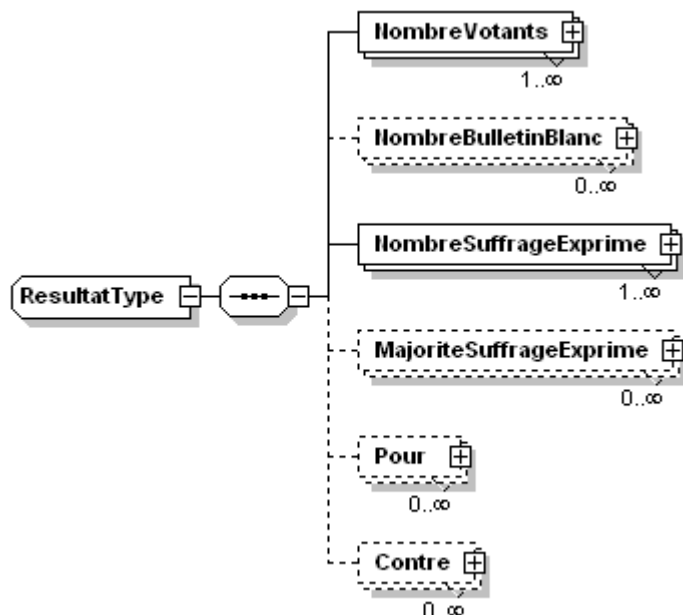 NombreVotants
1..∞
NombreBulletinBlanc
0..∞
NombreSuffrageExprime
1..∞
ResultatType
MajoriteSuffrageExprime
0..∞
Pour
0..∞
Contre
0..∞